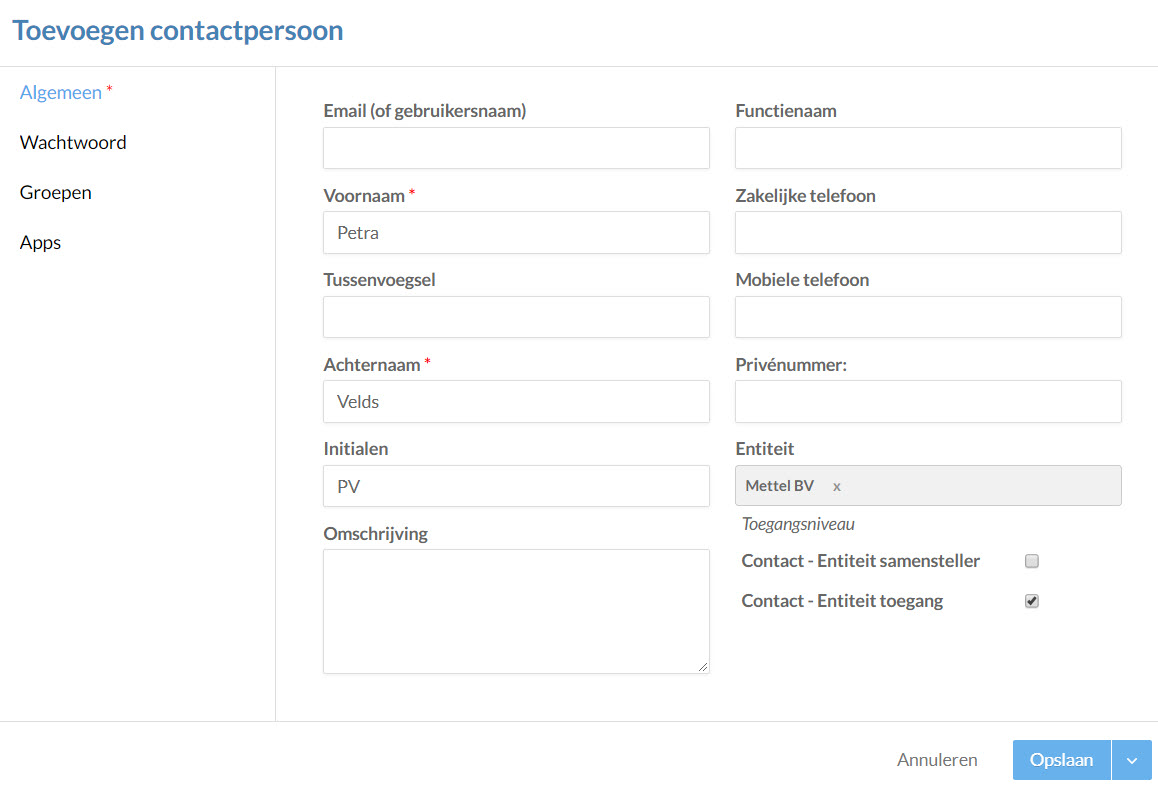 Toevoegen contactpersoon
Algemeen *
Wachtwoord
Groepen
Apps
Email (of gebruikersnaam)
Voornaam *
Petra
Tussenvoegsel
Achternaam *
Velds
Initialen
PV
Omschrijving
Functienaam
Zakelijke telefoon
Mobiele telefoon
Privénummer:
Entiteit
Mettel BV x
Toegangsniveau
Contact - Entiteit samensteller
Contact - Entiteit toegang
Annuleren
Opslaan